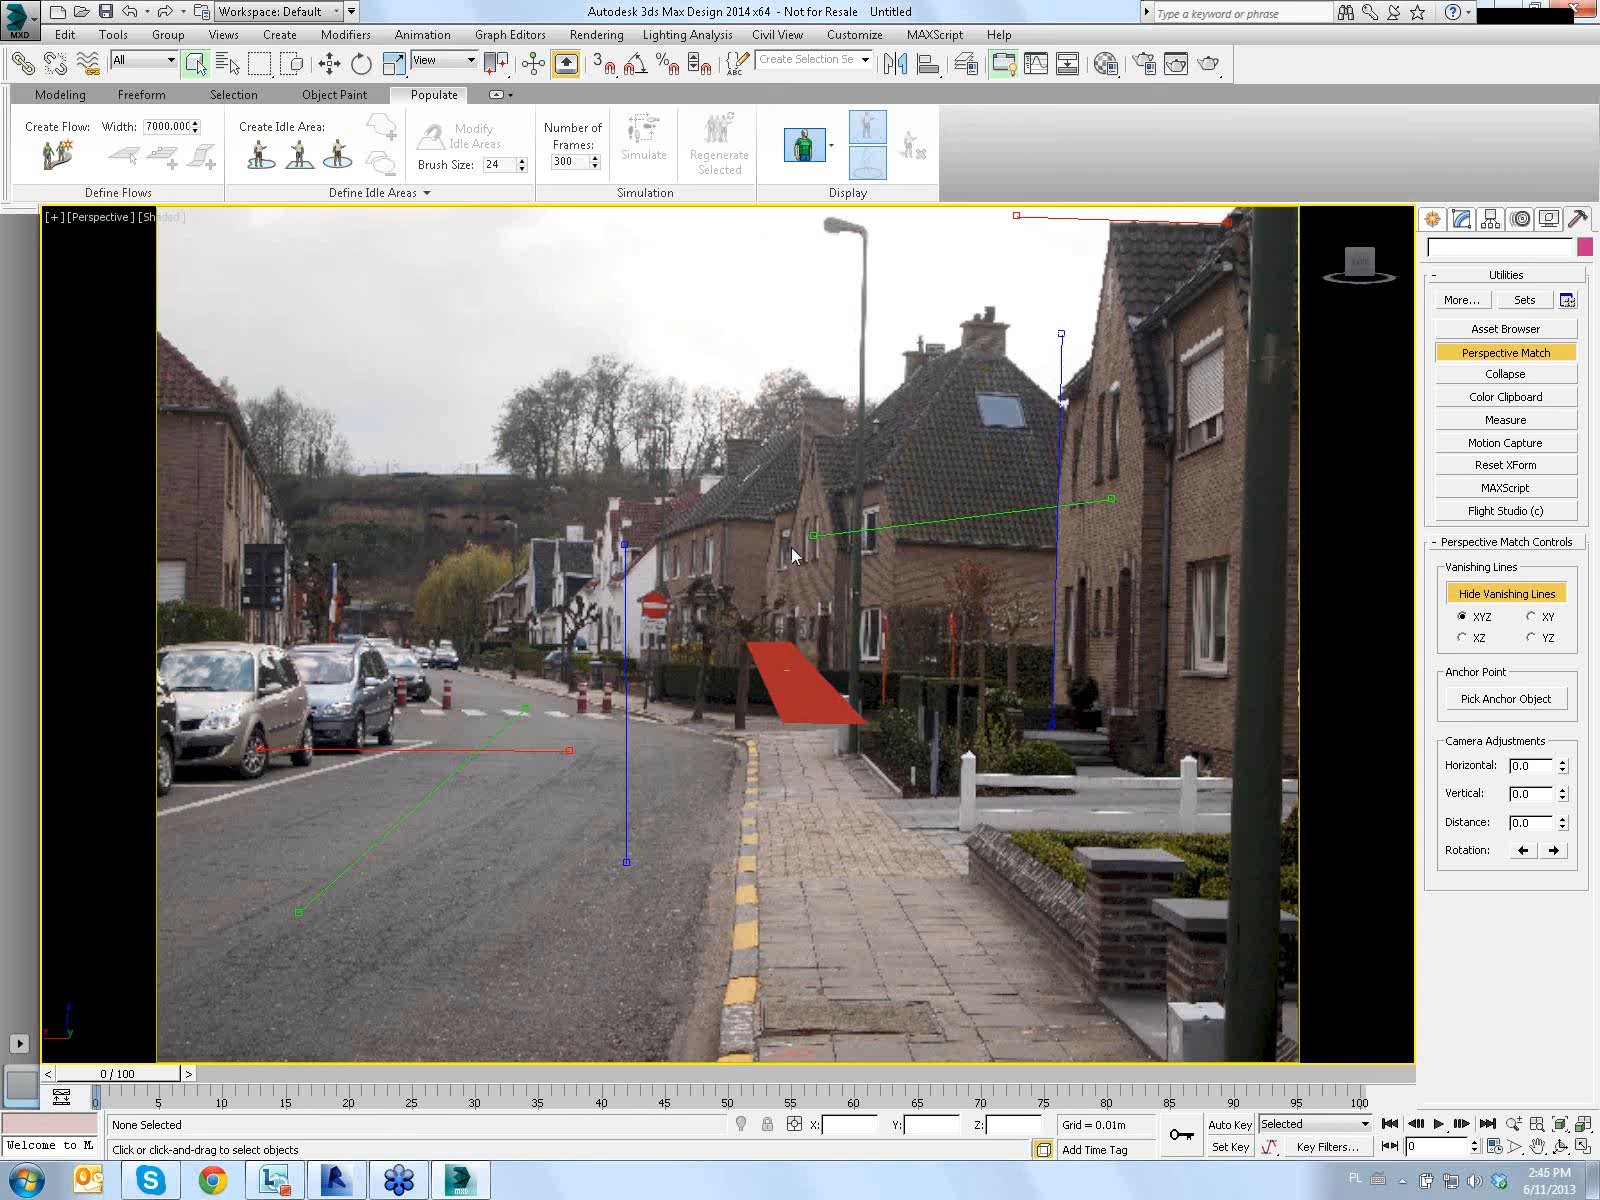 Workspace: Default
Autodesk 3ds Max Design 2014 x64 - Not for Resale Untitled
Type a keyword or phrase
MXD
Edit Tools Group Views Create Modifiers Animation Graph Editors Rendering Lighting Analysis Civil View Customize MAXScript Help
All
View
3
ABC
Create Selection Se
Modeling Freeform Selection Object Paint Populate
Create Flow: Width: 7000.000
Create Idle Area:
Modify
Idle Areas
Brush Size: 24
Number of
Frames:
300
Simulate
Regenerate
Selected
Define Flows
Define Idle Areas
Simulation
Display
[+] [Perspective ] [Shaded ]
Utilities
More... Sets
Asset Browser
Perspective Match
Collapse
Color Clipboard
Measure
Motion Capture
Reset XForm
MAXScript
Flight Studio (c)
Perspective Match Controls
Vanishing Lines
Hide Vanishing Lines
XYZ XY
XZ YZ
Anchor Point
Pick Anchor Object
Camera Adjustments
Horizontal: 0.0
Vertical: 0.0
Distance: 0.0
Rotation:
x y
< 0 / 100 >
0 5 10 15 20 25 30 35 40 45 50 55 60 65 70 75 80 85 90 95 100
None Selected
X: Y: Z:
Grid = 0.01m
Auto Key
Selected
Welcome to M
Click or click-and-drag to select objects
Add Time Tag
Set Key
Key Filters...
0
PL
2:45 PM
6/11/2013